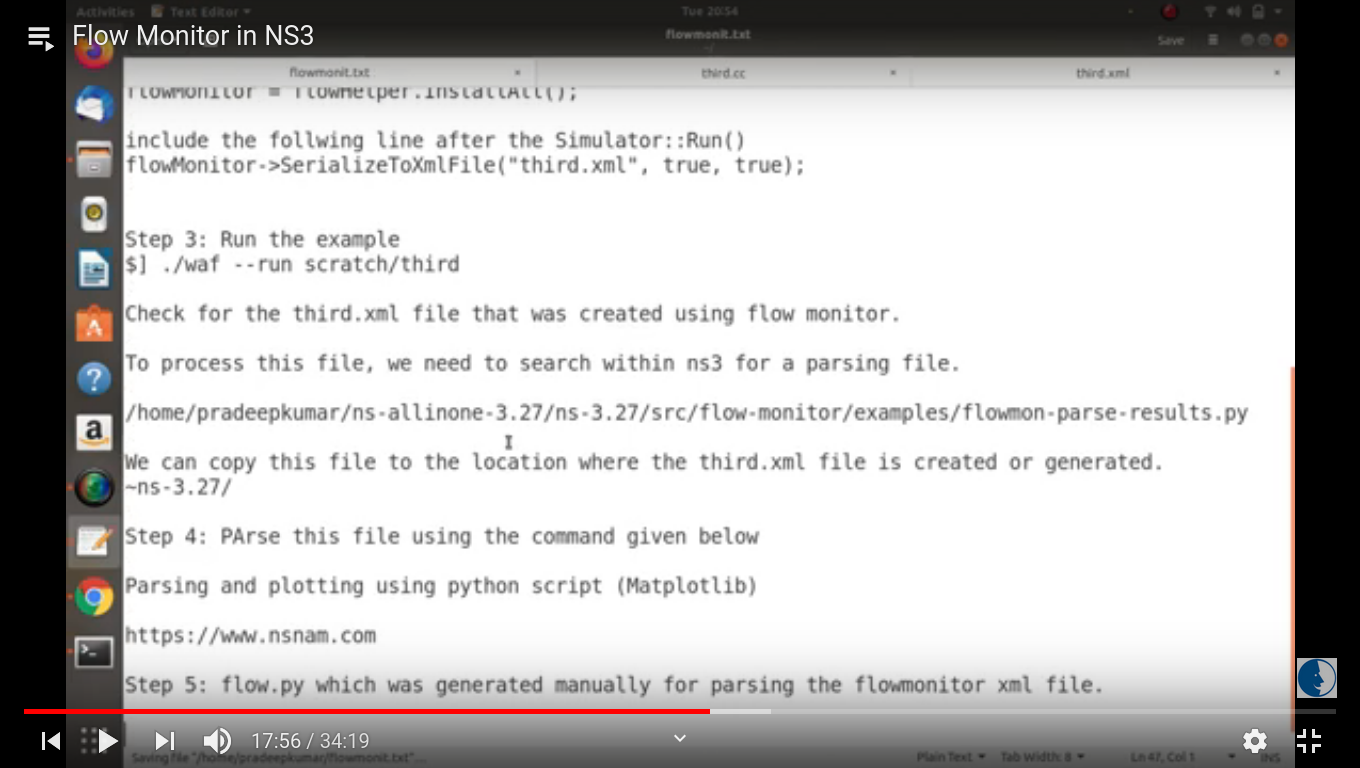 Activities Text Editor Tue 20:54
Flow Monitor in NS3
flowmonit.txt
Save
flowmonit.txt third.cc third.xml
flowMonitor = flowHelper.InstallAll();
include the follwing line after the Simulator::Run()
flowMonitor->SerializeToXmlFile("third.xml", true, true);
Step 3: Run the example
$] ./waf --run scratch/third
Check for the third.xml file that was created using flow monitor.
To process this file, we need to search within ns3 for a parsing file.
/home/pradeepkumar/ns-allinone-3.27/ns-3.27/src/flow-monitor/examples/flowmon-parse-results.py
We can copy this file to the location where the third.xml file is created or generated.
~ns-3.27/
Step 4: PArse this file using the command given below
Parsing and plotting using python script (Matplotlib)
https://www.nsnam.com
Step 5: flow.py which was generated manually for parsing the flowmonitor xml file.
17:56 / 34:19
Saving file "/home/pradeepkumar/flowmonit.txt"... Plain Text Tab Width: 8 Ln 47, Col 1 INS